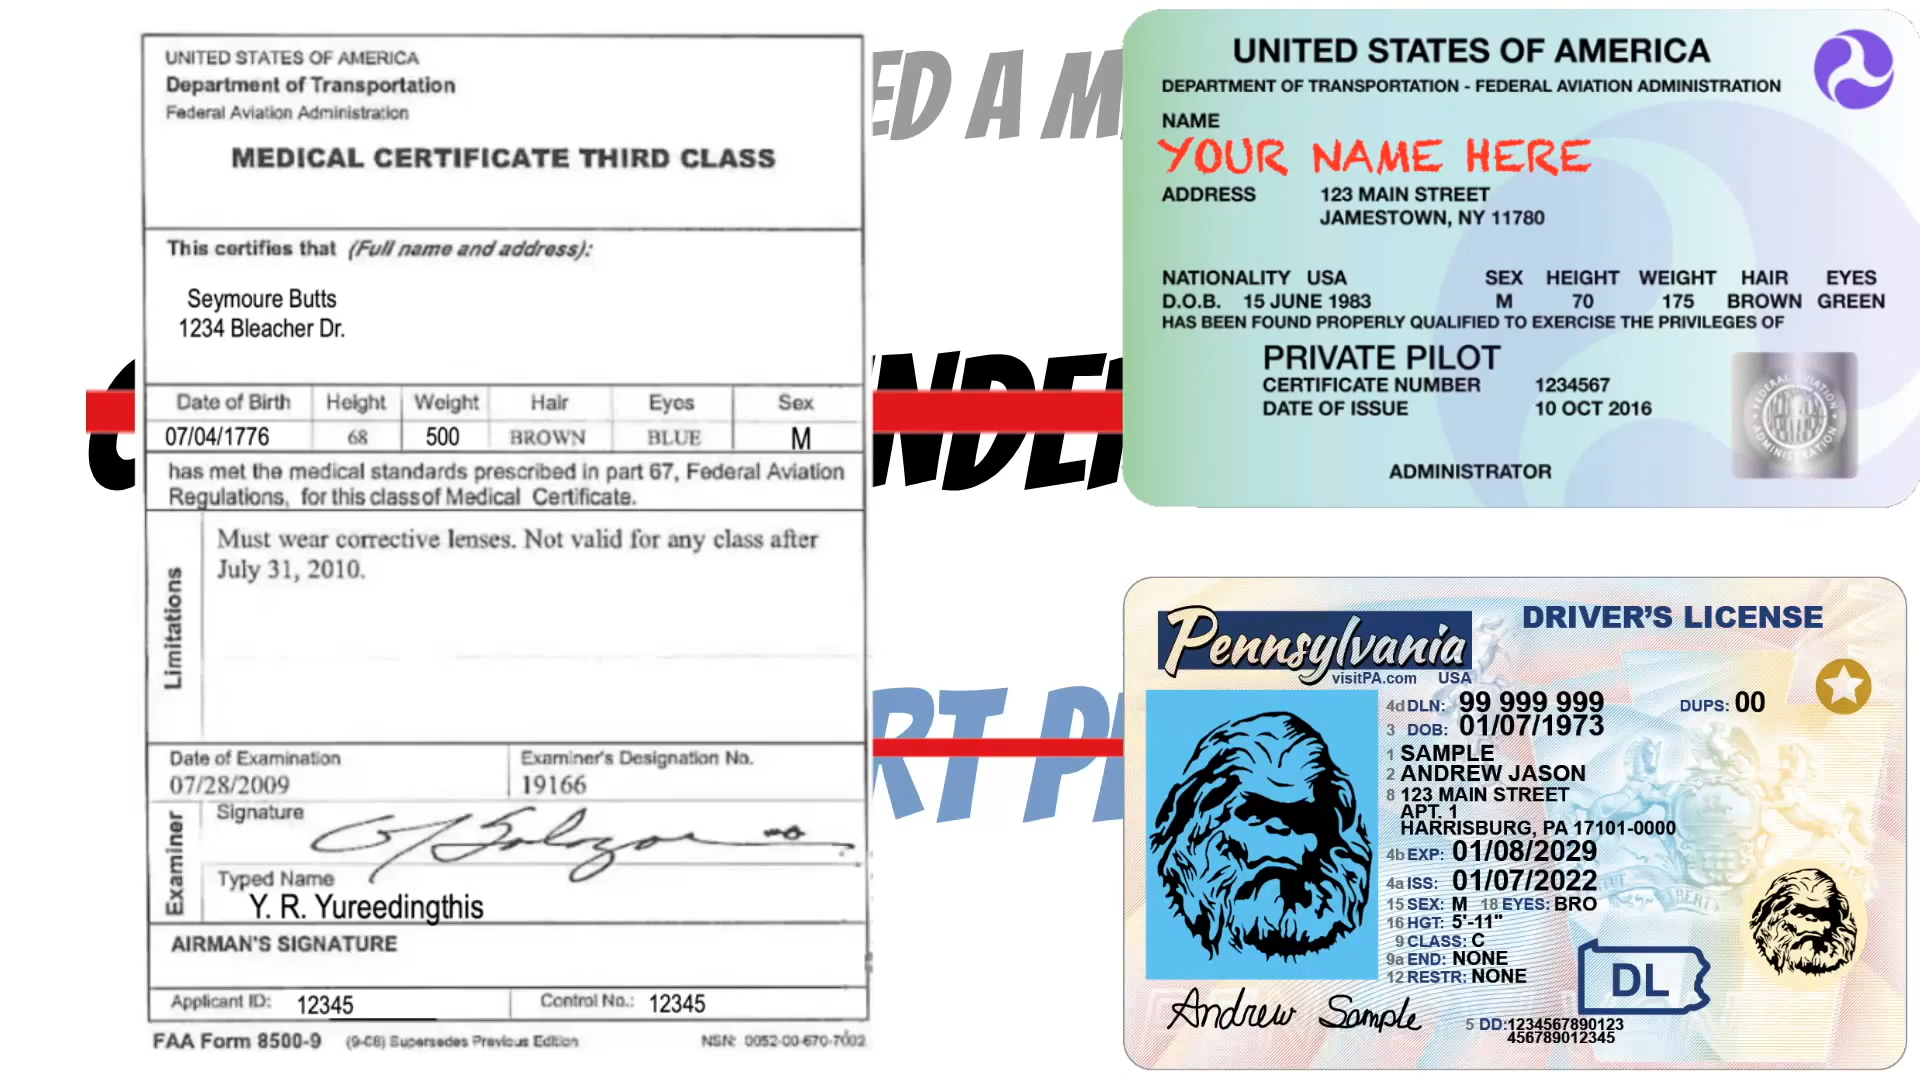 UNITED STATES OF AMERICA
Department of Transportation
Federal Aviation Administration
MEDICAL CERTIFICATE THIRD CLASS
This certifies that (Full name and address):
Seymoure Butts
1234 Bleacher Dr.
Date of Birth Height Weight Hair Eyes Sex
07/04/1776 68 500 BROWN BLUE M
has met the medical standards prescribed in part 67, Federal Aviation
Regulations, for this class of Medical Certificate.
Limitations
Must wear corrective lenses. Not valid for any class after
July 31, 2010.
Date of Examination Examiner's Designation No.
07/28/2009 19166
Examiner
Signature
Typed Name
Y. R. Yureedingthis
AIRMAN'S SIGNATURE
Applicant ID: 12345 Control No.: 12345
FAA Form 8500-9 (9-08) Supersedes Previous Edition NSN: 0052-00-670-7002
ED A M
NDE
RT P
UNITED STATES OF AMERICA
DEPARTMENT OF TRANSPORTATION - FEDERAL AVIATION ADMINISTRATION
NAME
YOUR NAME HERE
ADDRESS 123 MAIN STREET
JAMESTOWN, NY 11780
NATIONALITY USA SEX HEIGHT WEIGHT HAIR EYES
D.O.B. 15 JUNE 1983 M 70 175 BROWN GREEN
HAS BEEN FOUND PROPERLY QUALIFIED TO EXERCISE THE PRIVILEGES OF
PRIVATE PILOT
CERTIFICATE NUMBER 1234567
DATE OF ISSUE 10 OCT 2016
FEDERAL AVIATION ADMINISTRATION
ADMINISTRATOR
Pennsylvania
visitPA.com USA
DRIVER'S LICENSE
4d DLN: 99 999 999 DUPS: 00
3 DOB: 01/07/1973
1 SAMPLE
2 ANDREW JASON
8 123 MAIN STREET
APT. 1
HARRISBURG, PA 17101-0000
4b EXP: 01/08/2029
4a ISS: 01/07/2022
15 SEX: M 18 EYES: BRO
16 HGT: 5'-11"
9 CLASS: C
9a END: NONE
12 RESTR: NONE
DL
Andrew Sample
5 DD:1234567890123
456789012345